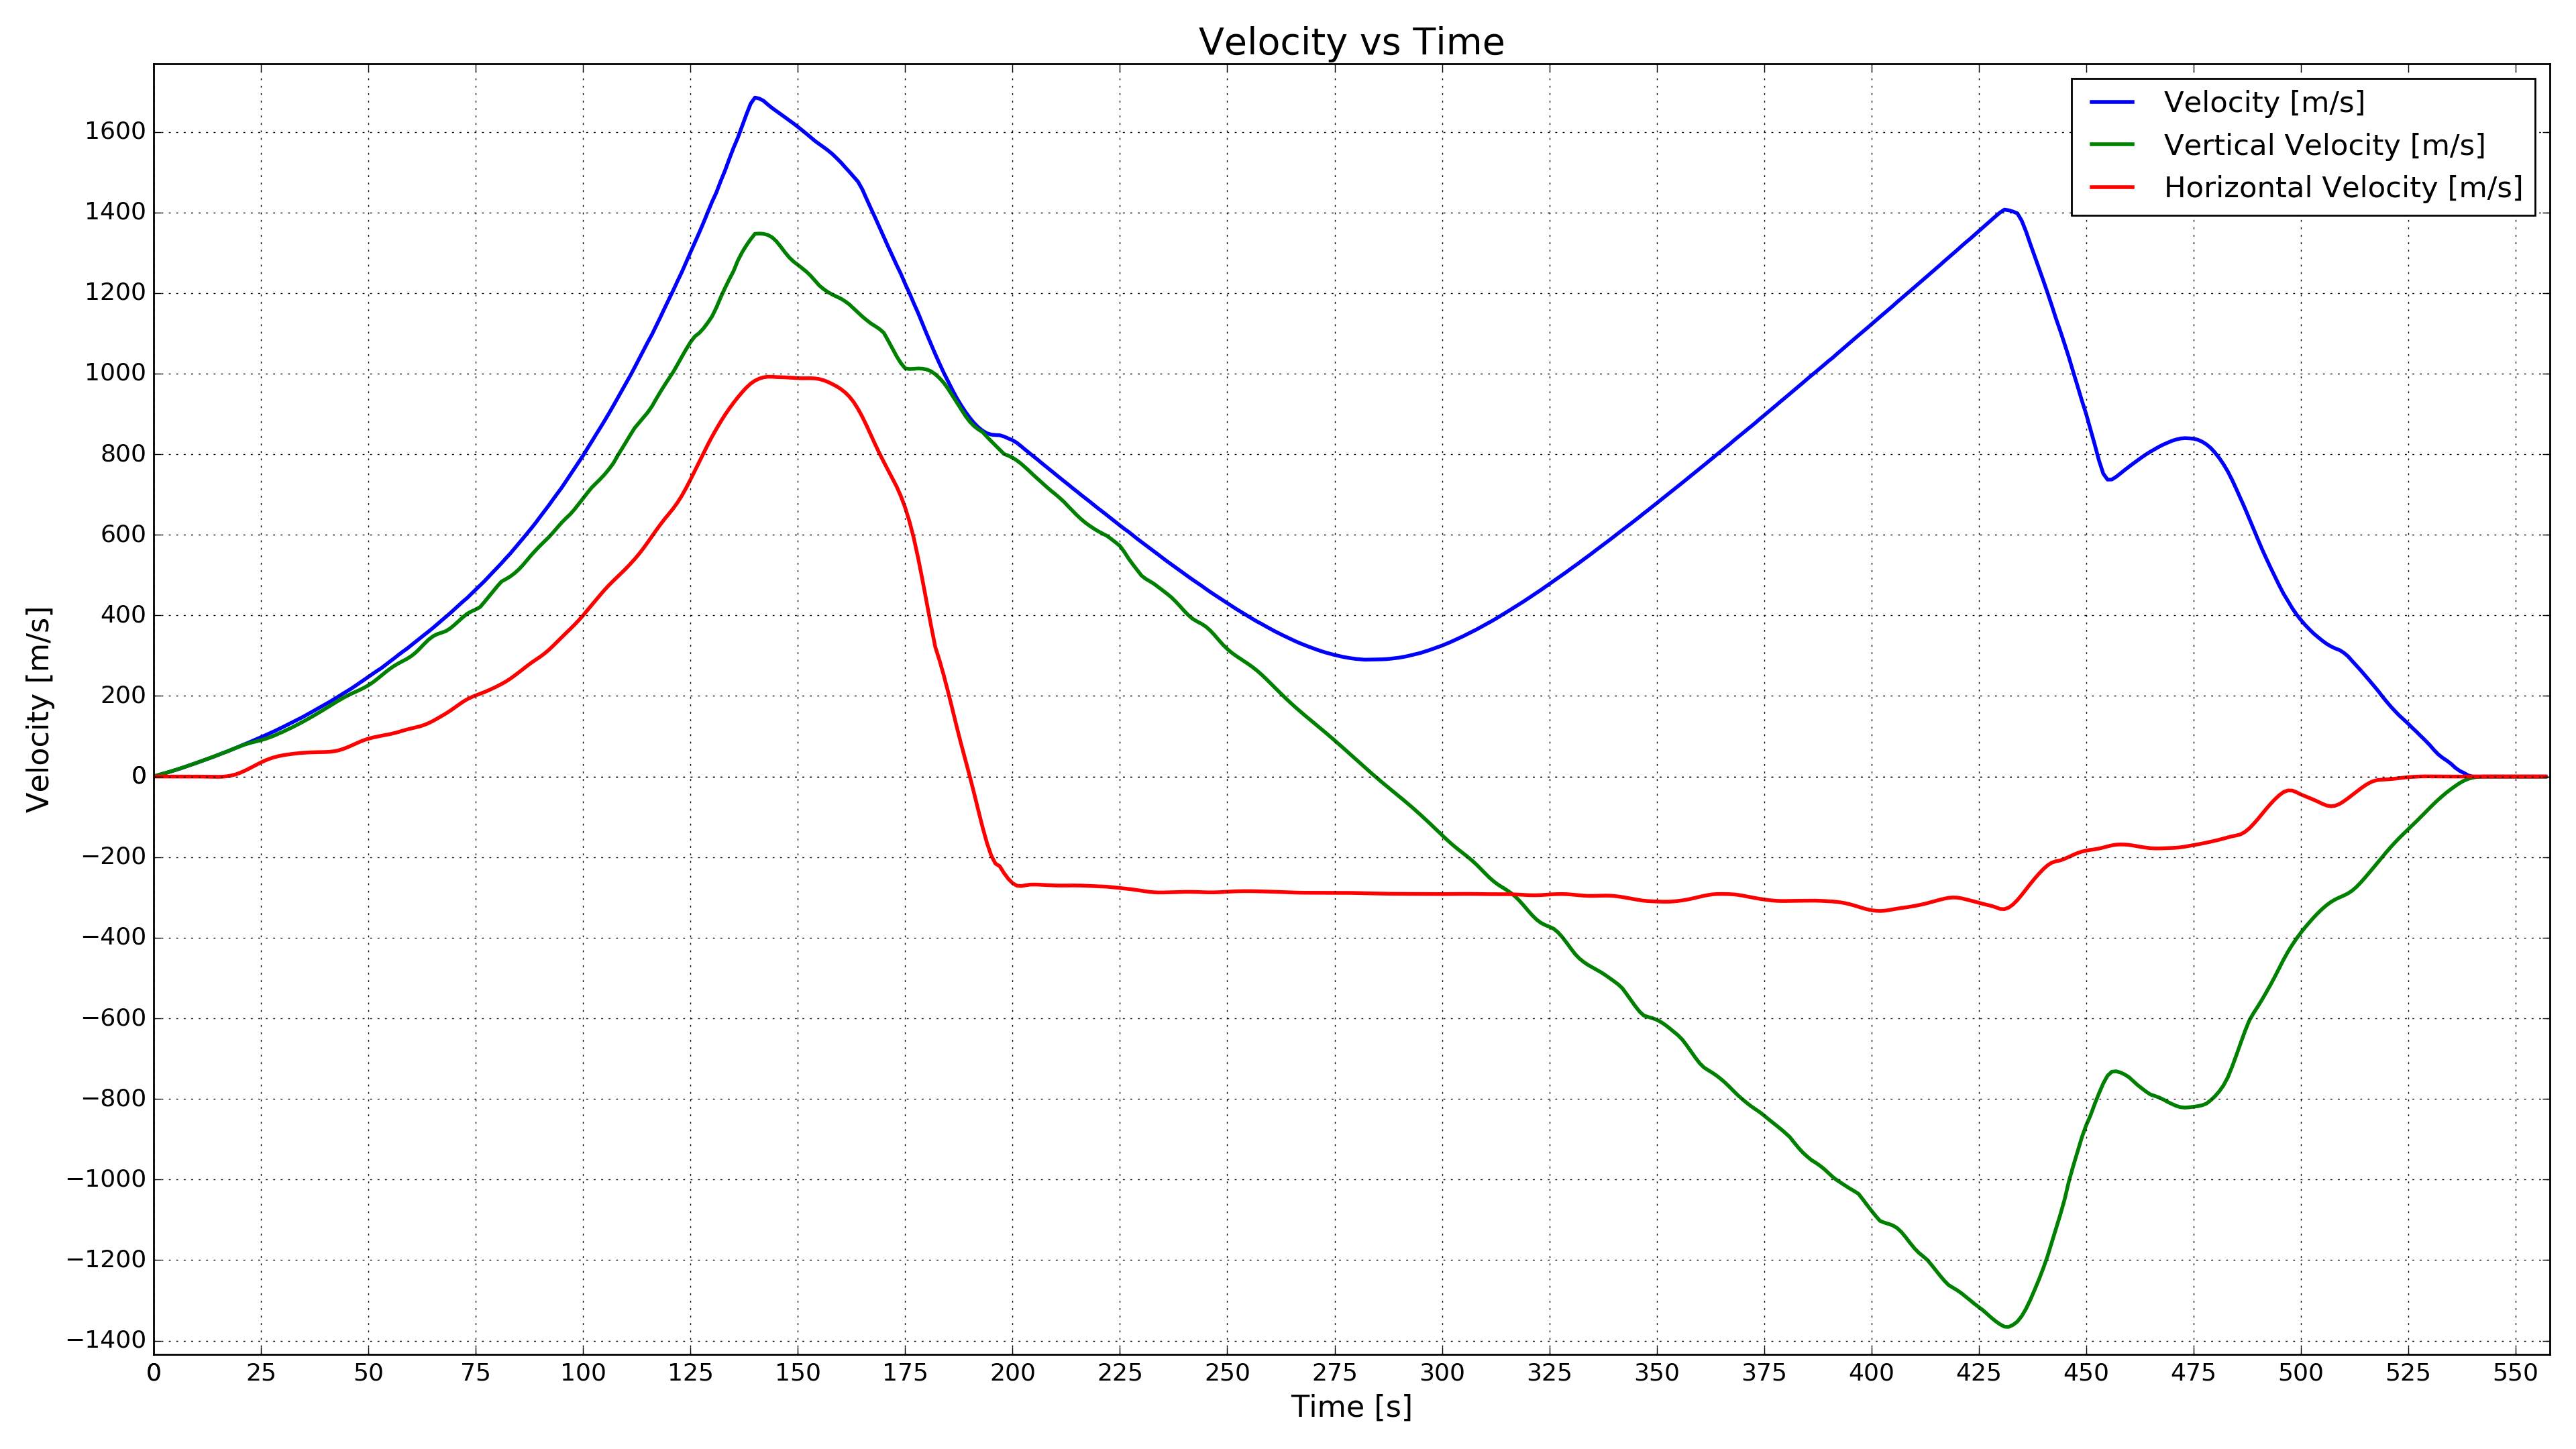 Velocity vs Time
Velocity [m/s]
Vertical Velocity [m/s]
Horizontal Velocity [m/s]
Velocity [m/s]
1600
1400
1200
1000
800
600
400
200
0
−200
−400
−600
−800
−1000
−1200
−1400
0 25 50 75 100 125 150 175 200 225 250 275 300 325 350 375 400 425 450 475 500 525 550
Time [s]